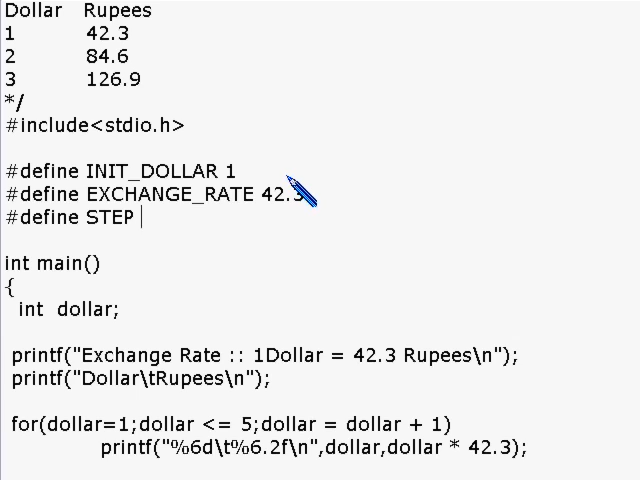 Dollar Rupees
1 42.3
2 84.6
3 126.9
*/
#include<stdio.h>
#define INIT_DOLLAR 1
#define EXCHANGE_RATE 42.3
#define STEP
int main()
{
int dollar;
printf("Exchange Rate :: 1Dollar = 42.3 Rupees\n");
printf("Dollar\tRupees\n");
for(dollar=1;dollar <= 5;dollar = dollar + 1)
printf("%6d\t%6.2f\n",dollar,dollar * 42.3);